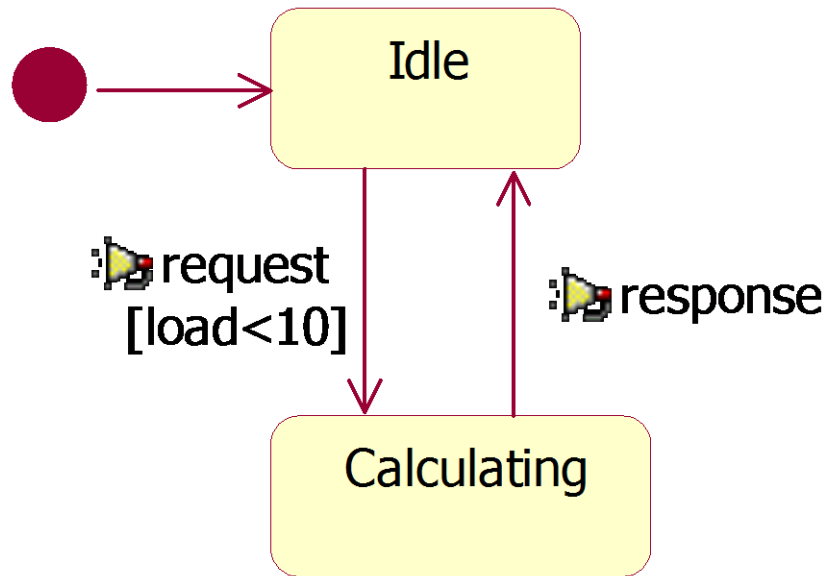 Idle
request
[load<10]
response
Calculating